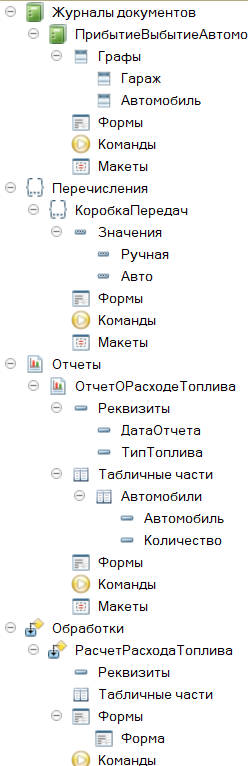 Журналы документов
ПрибытиеВыбытиеАвтомо
Графы
Гараж
Автомобиль
Формы
Команды
Макеты
Перечисления
КоробкаПередач
Значения
Ручная
Авто
Формы
Команды
Макеты
Отчеты
ОтчетОРасходеТоплива
Реквизиты
ДатаОтчета
ТипТоплива
Табличные части
Автомобили
Автомобиль
Количество
Формы
Команды
Макеты
Обработки
РасчетРасходаТоплива
Реквизиты
Табличные части
Формы
Форма
Команды